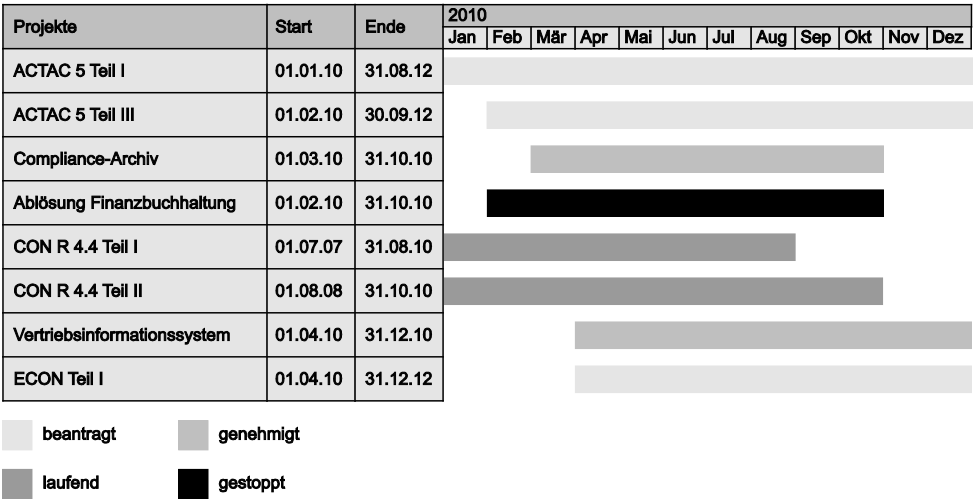 Projekte Start Ende 2010
Jan Feb Mär Apr Mai Jun Jul Aug Sep Okt Nov Dez
ACTAC 5 Teil I 01.01.10 31.08.12
ACTAC 5 Teil III 01.02.10 30.09.12
Compliance-Archiv 01.03.10 31.10.10
Ablösung Finanzbuchhaltung 01.02.10 31.10.10
CON R 4.4 Teil I 01.07.07 31.08.10
CON R 4.4 Teil II 01.08.08 31.10.10
Vertriebsinformationssystem 01.04.10 31.12.10
ECON Teil I 01.04.10 31.12.12
beantragt genehmigt
laufend gestoppt